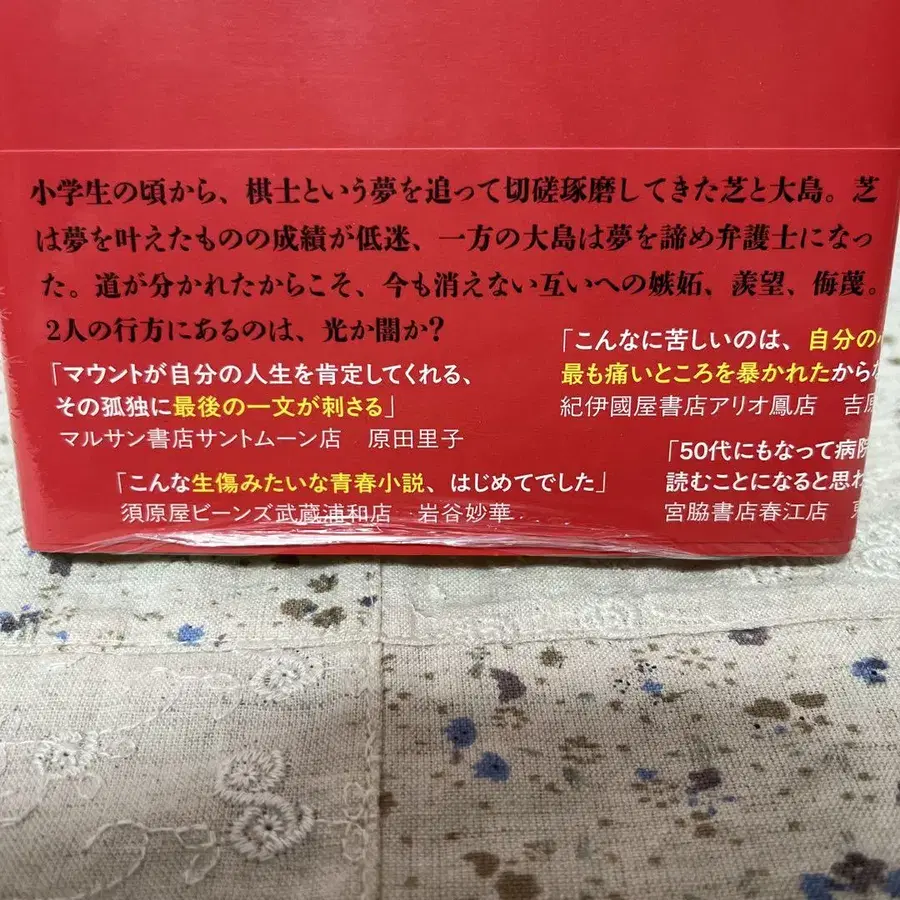 小学生の頃から、棋士という夢を追って切磋琢磨してきた芝と大島。芝
は夢を叶えたものの成績が低迷、一方の大島は夢を諦め弁護士になっ
た。道が分かれたからこそ、今も消えない互いへの嫉妬、羨望、侮蔑。
2人の行方にあるのは、光か闇か?
「マウントが自分の人生を肯定してくれる、
その孤独に最後の一文が刺さる」
マルサン書店サントムーン店 原田里子
「こんなに苦しいのは、自分の
最も痛いところを暴かれたから
紀伊國屋書店アリオ鳳店 吉
「こんな生傷みたいな青春小説、はじめてでした」
須原屋ビーンズ武蔵浦和店 岩谷妙華
「50代にもなって病院
読むことになると思わ
宮脇書店春江店